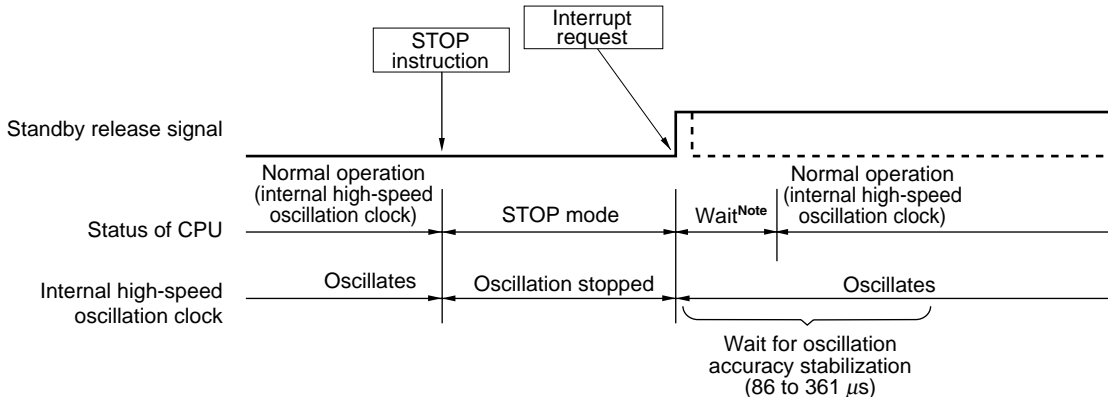 Interrupt
request
STOP
instruction
Standby release signal
Normal operation
(internal high-speed
oscillation clock)
Normal operation
(internal high-speed
oscillation clock)
Status of CPU
STOP mode
WaitNote
Internal high-speed
oscillation clock
Oscillates
Oscillation stopped
Oscillates
Wait for oscillation
accuracy stabilization
(86 to 361 μs)